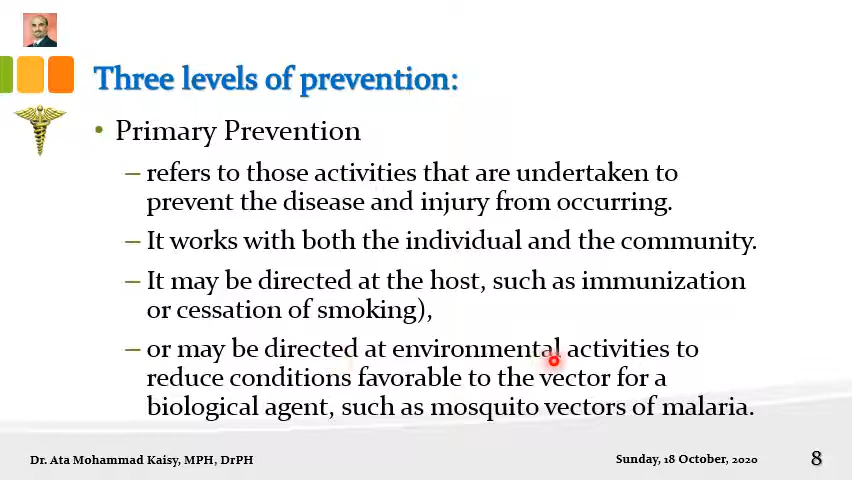 Three levels of prevention:
• Primary Prevention
– refers to those activities that are undertaken to
prevent the disease and injury from occurring.
– It works with both the individual and the community.
– It may be directed at the host, such as immunization
or cessation of smoking),
– or may be directed at environmental activities to
reduce conditions favorable to the vector for a
biological agent, such as mosquito vectors of malaria.
Dr. Ata Mohammad Kaisy, MPH, DrPH
Sunday, 18 October, 2020
8